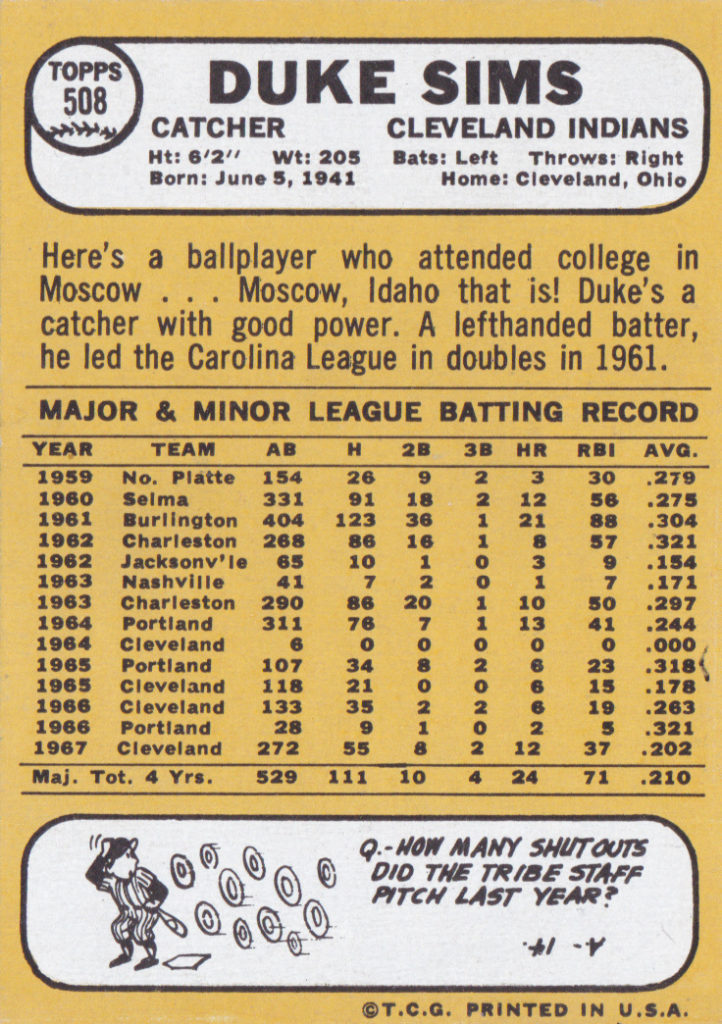 TOPPS
508
DUKE SIMS
CATCHER CLEVELAND INDIANS
Ht: 6'2" Wt: 205 Bats: Left Throws: Right
Born: June 5, 1941 Home: Cleveland, Ohio
Here's a ballplayer who attended college in
Moscow . . . Moscow, Idaho that is! Duke's a
catcher with good power. A lefthanded batter,
he led the Carolina League in doubles in 1961.
MAJOR & MINOR LEAGUE BATTING RECORD
YEAR TEAM AB H 2B 3B HR RBI AVG.
1959 No. Platte 154 26 9 2 3 30 .279
1960 Selma 331 91 18 2 12 56 .275
1961 Burlington 404 123 36 1 21 88 .304
1962 Charleston 268 86 16 1 8 57 .321
1962 Jacksonv'le 65 10 1 0 3 9 .154
1963 Nashville 41 7 2 0 1 7 .171
1963 Charleston 290 86 20 1 10 50 .297
1964 Portland 311 76 7 1 13 41 .244
1964 Cleveland 6 0 0 0 0 0 .000
1965 Portland 107 34 8 2 6 23 .318
1965 Cleveland 118 21 0 0 6 15 .178
1966 Cleveland 133 35 2 2 6 19 .263
1966 Portland 28 9 1 0 2 5 .321
1967 Cleveland 272 55 8 2 12 37 .202
Maj. Tot. 4 Yrs. 529 111 10 4 24 71 .210
Q.-HOW MANY SHUTOUTS
DID THE TRIBE STAFF
PITCH LAST YEAR?
A- 14.
©T.C.G. PRINTED IN U.S.A.